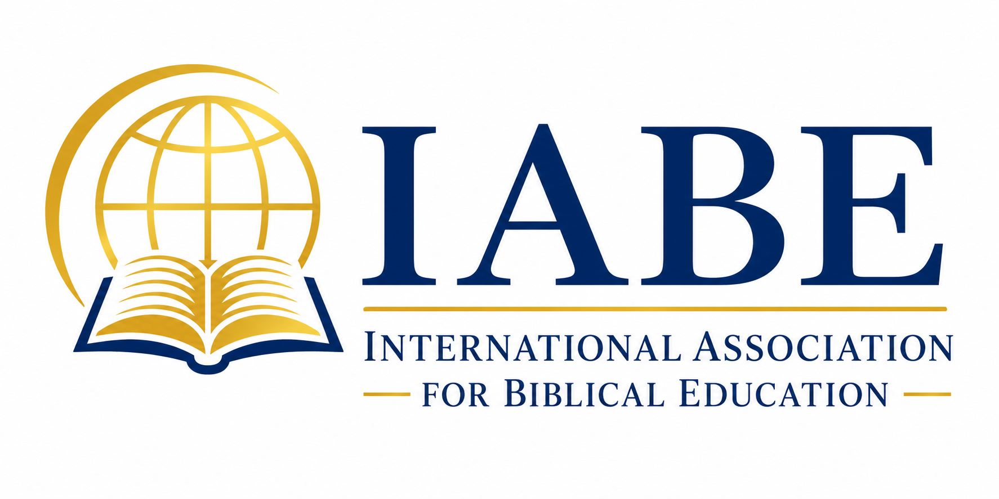 IABE
International Association
for Biblical Education